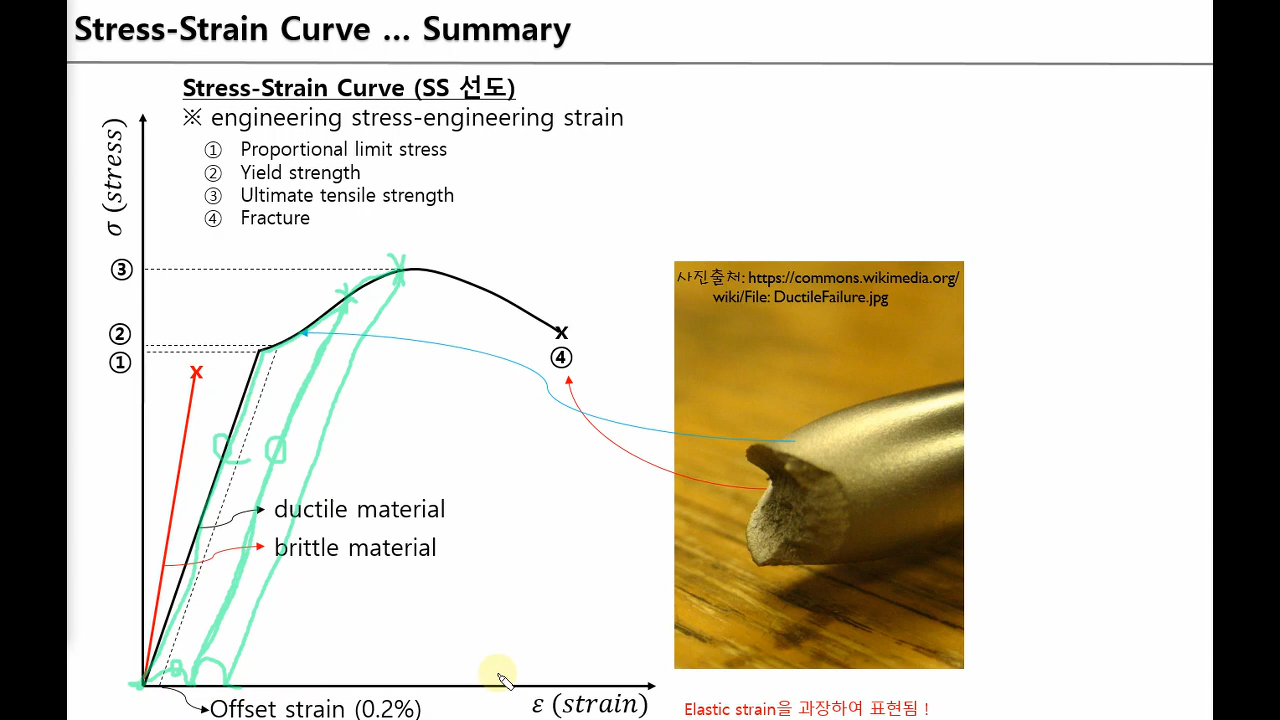 Stress-Strain Curve ... Summary
Stress-Strain Curve (SS 선도)
※ engineering stress-engineering strain
① Proportional limit stress
② Yield strength
③ Ultimate tensile strength
④ Fracture
σ (stress)
③
②
①
x
x
④
ductile material
brittle material
Offset strain (0.2%)
ε (strain)
사진출처: https://commons.wikimedia.org/
wiki/File: DuctileFailure.jpg
Elastic strain을 과장하여 표현됨 !